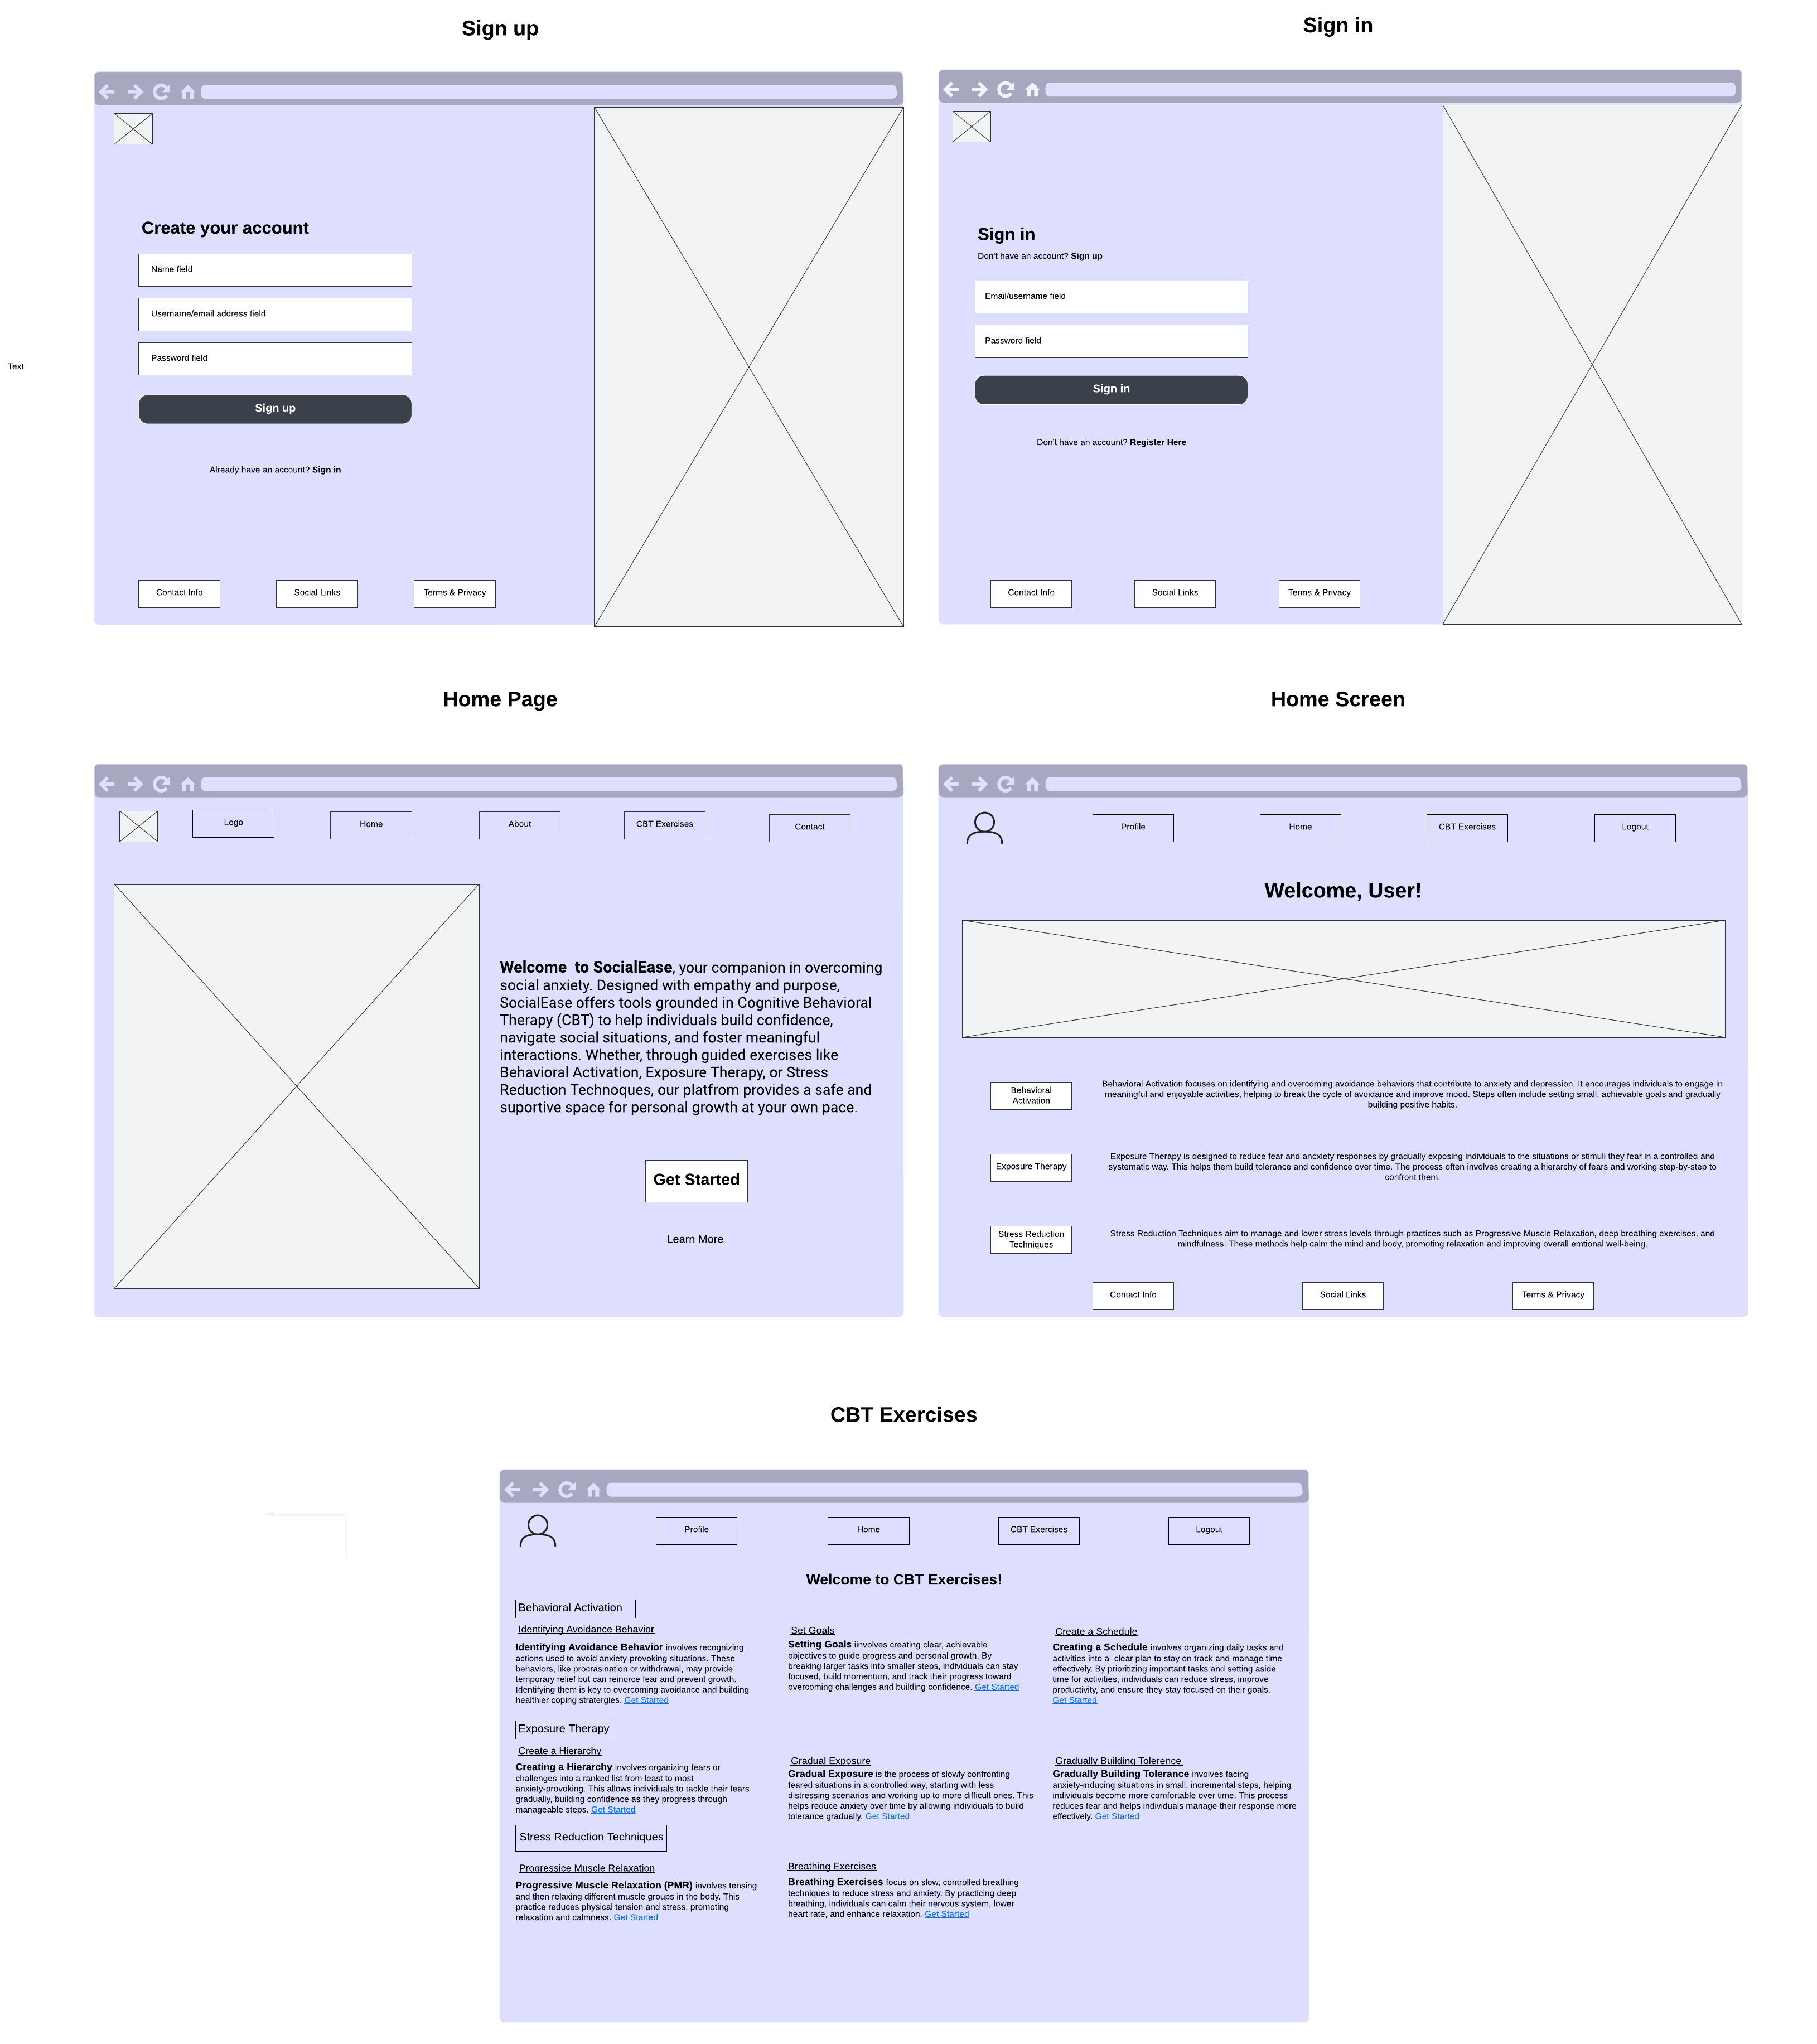 Sign up
Create your account
Name field
Username/email address field
Password field
Sign up
Already have an account? Sign in
Contact Info
Social Links
Terms & Privacy
Text
Sign in
Sign in
Don't have an account? Sign up
Email/username field
Password field
Sign in
Don't have an account? Register Here
Contact Info
Social Links
Terms & Privacy
Home Page
Logo
Home
About
CBT Exercises
Contact
Welcome  to SocialEase, your companion in overcoming
social anxiety. Designed with empathy and purpose,
SocialEase offers tools grounded in Cognitive Behavioral
Therapy (CBT) to help individuals build confidence,
navigate social situations, and foster meaningful
interactions. Whether, through guided exercises like
Behavioral Activation, Exposure Therapy, or Stress
Reduction Technoques, our platfrom provides a safe and
suportive space for personal growth at your own pace.
Get Started
Learn More
Home Screen
Profile
Home
CBT Exercises
Logout
Welcome, User!
Behavioral
Activation
Behavioral Activation focuses on identifying and overcoming avoidance behaviors that contribute to anxiety and depression. It encourages individuals to engage in
meaningful and enjoyable activities, helping to break the cycle of avoidance and improve mood. Steps often include setting small, achievable goals and gradually
building positive habits.
Exposure Therapy
Exposure Therapy is designed to reduce fear and ancxiety responses by gradually exposing individuals to the situations or stimuli they fear in a controlled and
systematic way. This helps them build tolerance and confidence over time. The process often involves creating a hierarchy of fears and working step-by-step to
confront them.
Stress Reduction
Techniques
Stress Reduction Techniques aim to manage and lower stress levels through practices such as Progressive Muscle Relaxation, deep breathing exercises, and
mindfulness. These methods help calm the mind and body, promoting relaxation and improving overall emtional well-being.
Contact Info
Social Links
Terms & Privacy
CBT Exercises
Profile
Home
CBT Exercises
Logout
Welcome to CBT Exercises!
Behavioral Activation
Identifying Avoidance Behavior
Identifying Avoidance Behavior involves recognizing
actions used to avoid anxiety-provoking situations. These
behaviors, like procrasination or withdrawal, may provide
temporary relief but can reinorce fear and prevent growth.
Identifying them is key to overcoming avoidance and building
healthier coping stratergies. Get Started
Set Goals
Setting Goals iinvolves creating clear, achievable
objectives to guide progress and personal growth. By
breaking larger tasks into smaller steps, individuals can stay
focused, build momentum, and track their progress toward
overcoming challenges and building confidence. Get Started
Create a Schedule
Creating a Schedule involves organizing daily tasks and
activities into a  clear plan to stay on track and manage time
effectively. By prioritizing important tasks and setting aside
time for activities, individuals can reduce stress, improve
productivity, and ensure they stay focused on their goals.
Get Started
Exposure Therapy
Create a Hierarchy
Creating a Hierarchy involves organizing fears or
challenges into a ranked list from least to most
anxiety-provoking. This allows individuals to tackle their fears
gradually, building confidence as they progress through
manageable steps. Get Started
Gradual Exposure
Gradual Exposure is the process of slowly confronting
feared situations in a controlled way, starting with less
distressing scenarios and working up to more difficult ones. This
helps reduce anxiety over time by allowing individuals to build
tolerance gradually. Get Started
Gradually Building Tolerence
Gradually Building Tolerance involves facing
anxiety-inducing situations in small, incremental steps, helping
individuals become more comfortable over time. This process
reduces fear and helps individuals manage their response more
effectively. Get Started
Stress Reduction Techniques
Progressice Muscle Relaxation
Progressive Muscle Relaxation (PMR) involves tensing
and then relaxing different muscle groups in the body. This
practice reduces physical tension and stress, promoting
relaxation and calmness. Get Started
Breathing Exercises
Breathing Exercises focus on slow, controlled breathing
techniques to reduce stress and anxiety. By practicing deep
breathing, individuals can calm their nervous system, lower
heart rate, and enhance relaxation. Get Started